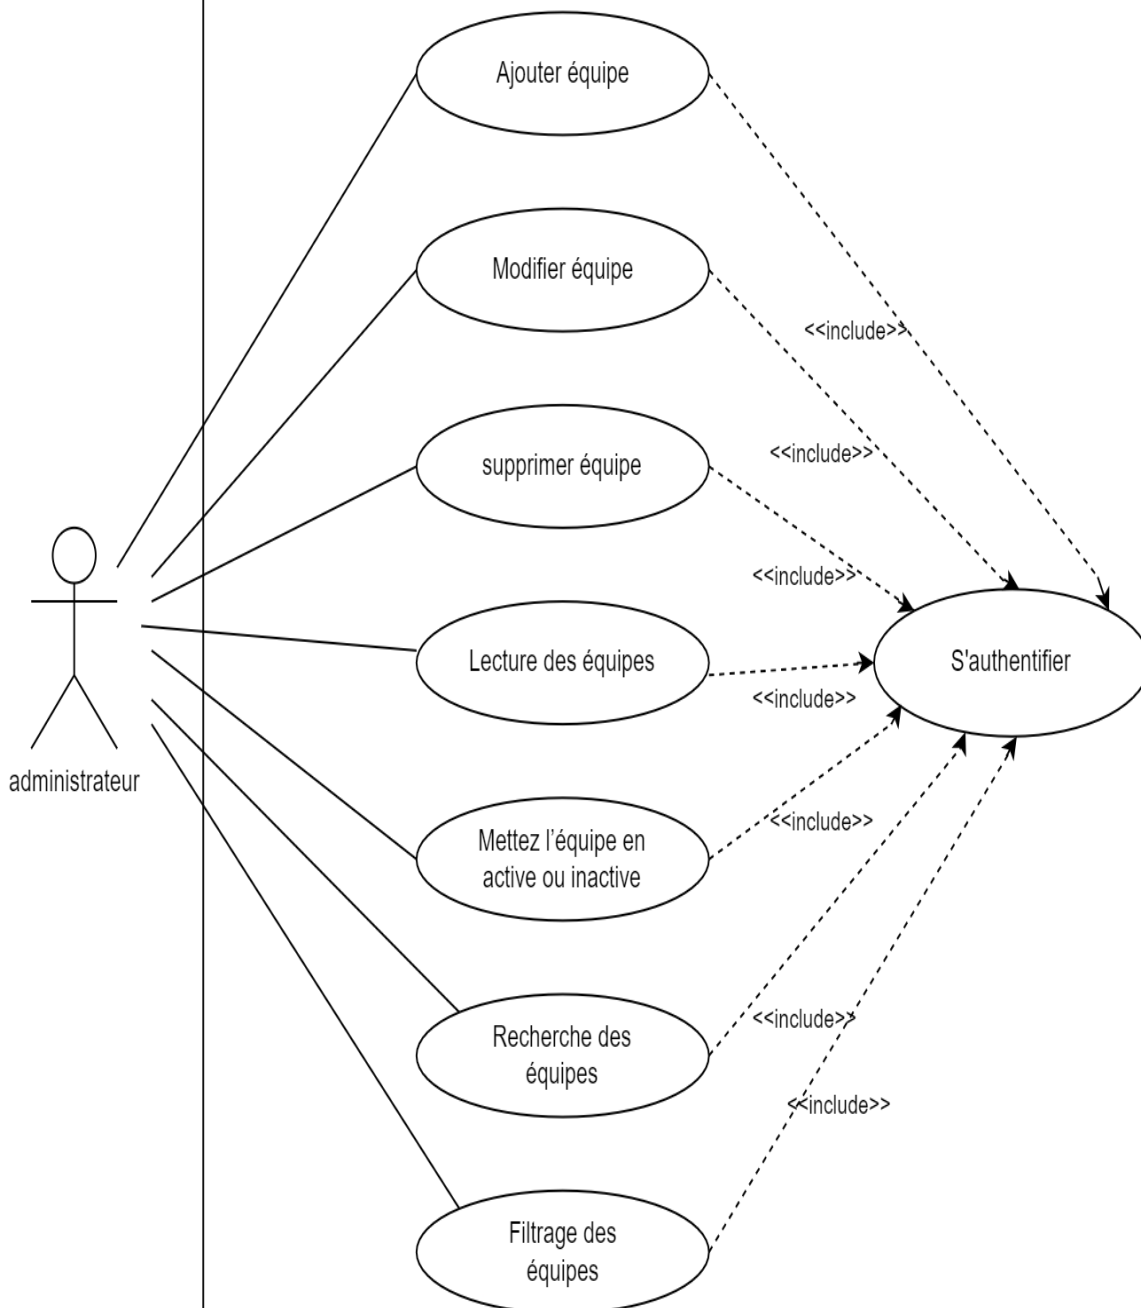 Ajouter équipe
Modifier équipe
<<include>>
<<include>>
supprimer équipe
<<include>>
Lecture des équipes
S'authentifier
<<include>>
administrateur
Mettez l'équipe en
active ou inactive
<<include>>
Recherche des
équipes
<<include>>
<<include>>
Filtrage des
équipes